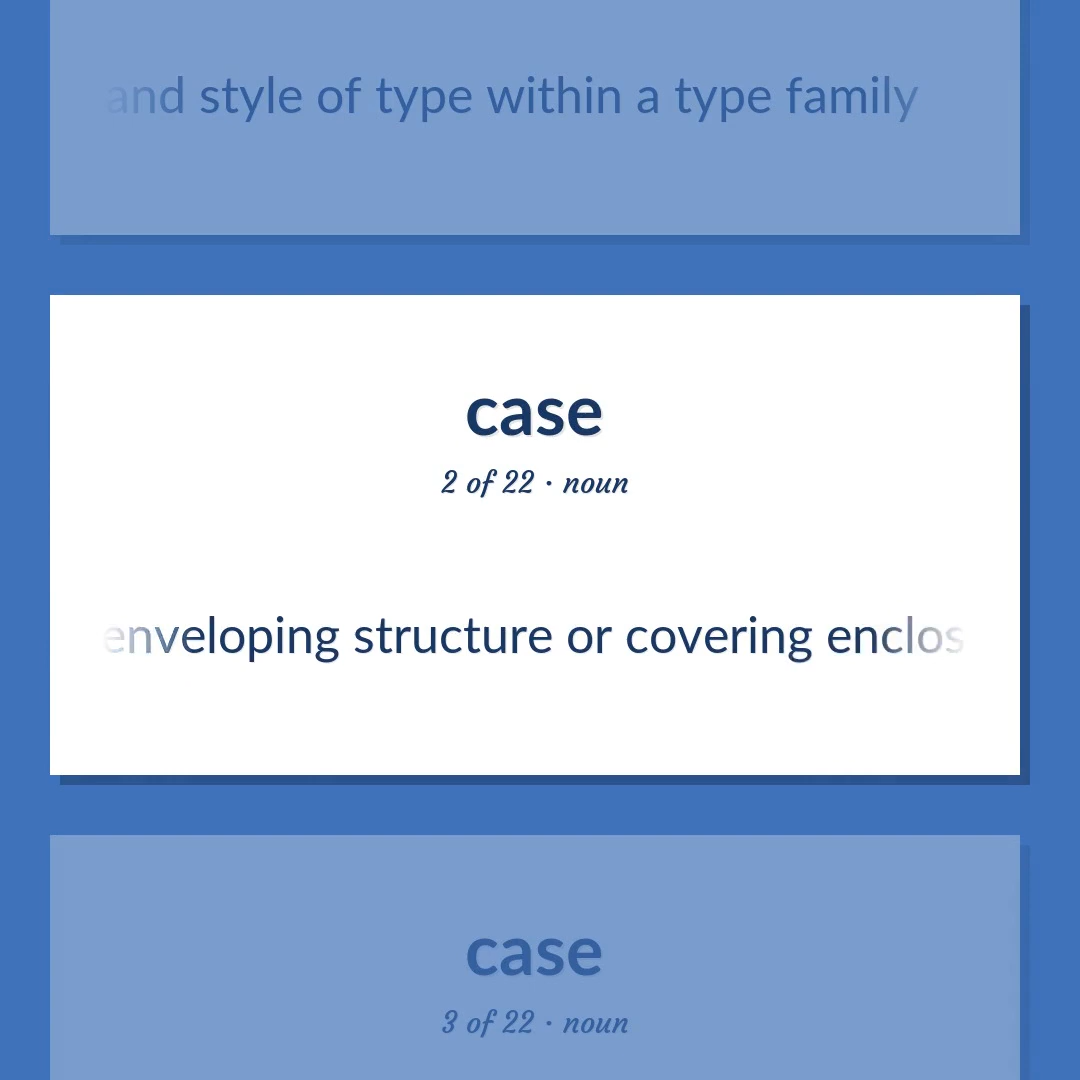 and style of type within a type family
case
2 of 22 · noun
enveloping structure or covering enclos
case
3 of 22 · noun